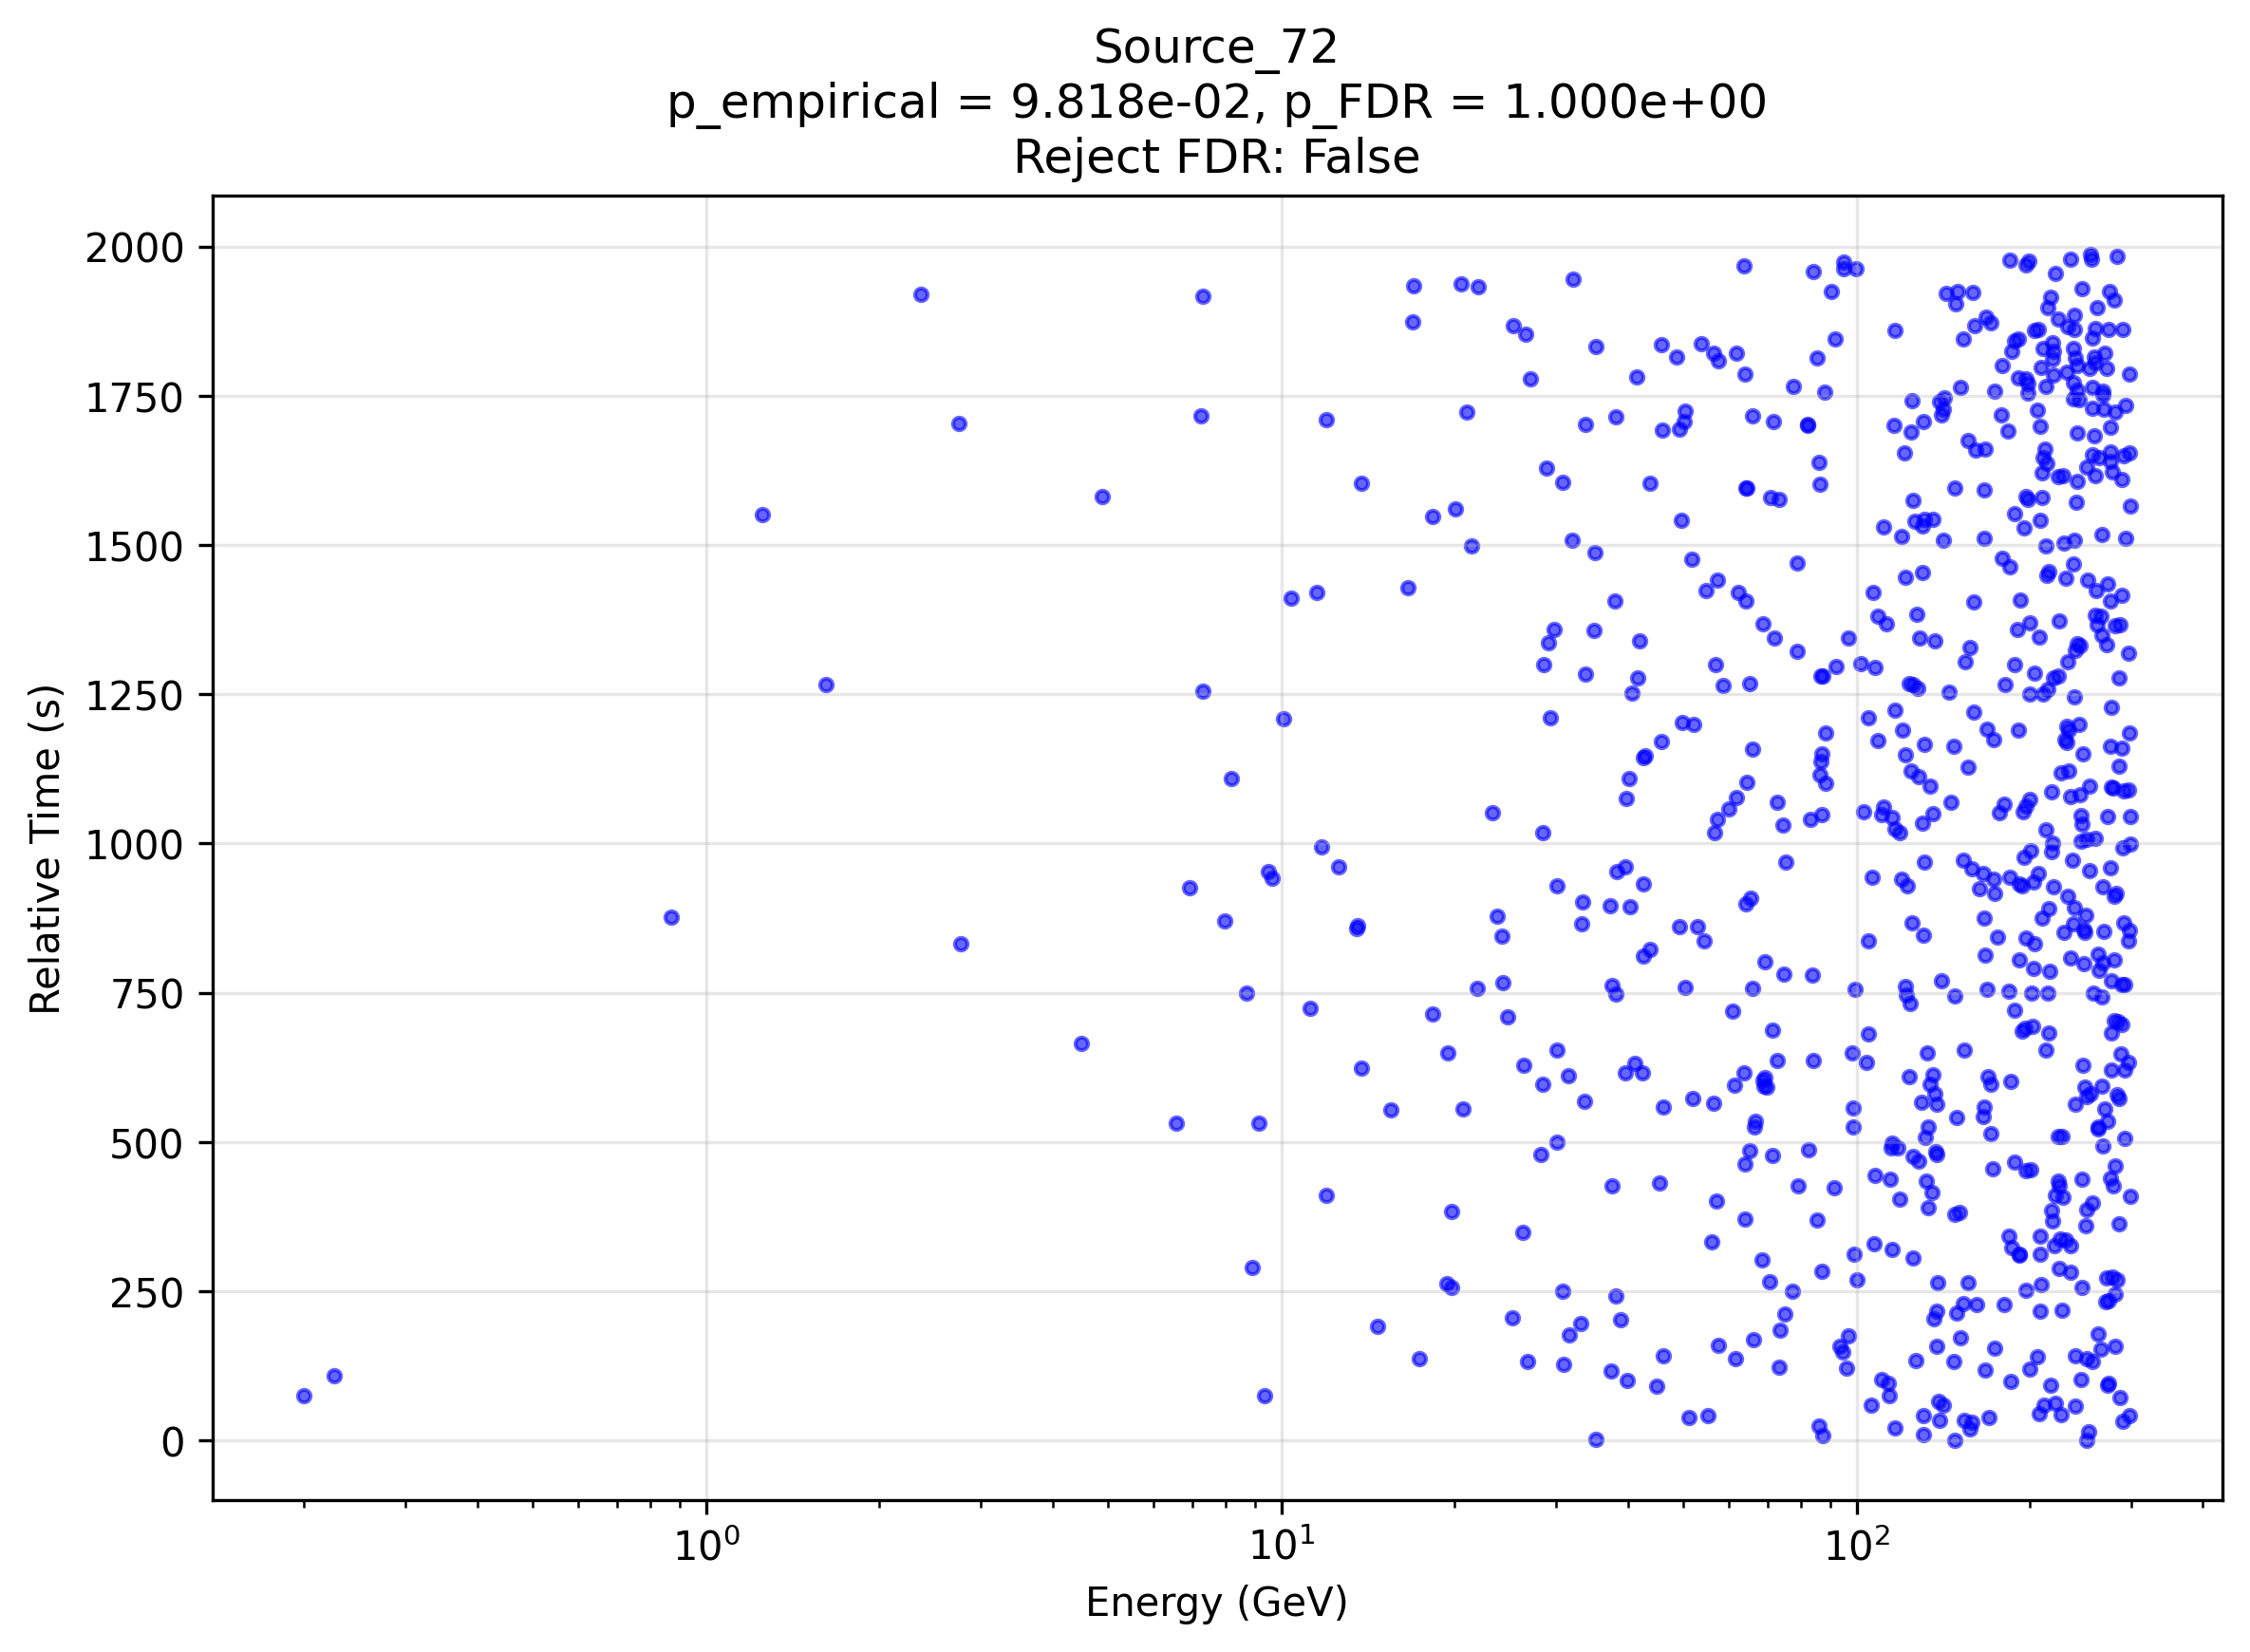 Source_72
p_empirical = 9.818e-02, p_FDR = 1.000e+00
Reject FDR: False
2000
1750
1500
1250
1000
750
500
250
0
Relative Time (s)
10⁰
10¹
10²
Energy (GeV)